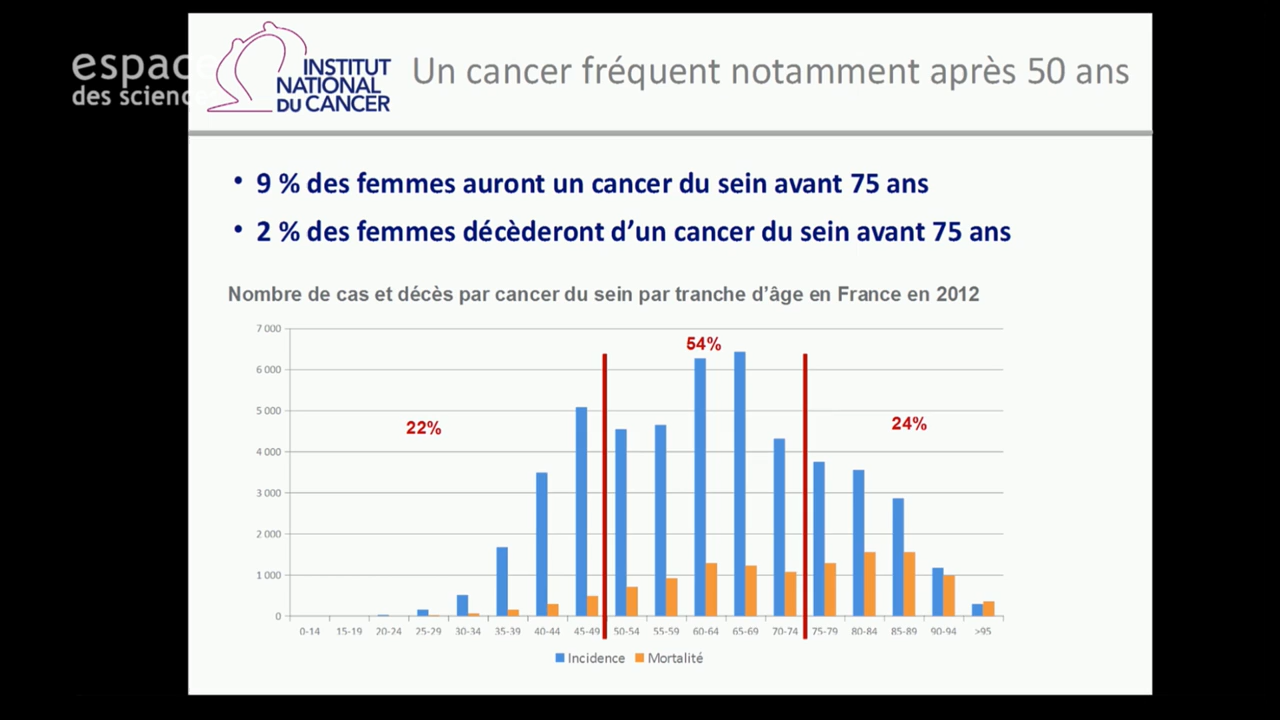 espace
des sciences
INSTITUT
NATIONAL
DU CANCER
Un cancer fréquent notamment après 50 ans
• 9 % des femmes auront un cancer du sein avant 75 ans
• 2 % des femmes décèderont d’un cancer du sein avant 75 ans
Nombre de cas et décès par cancer du sein par tranche d’âge en France en 2012
7 000
6 000
5 000
4 000
3 000
2 000
1 000
0
22%
54%
24%
0-14 15-19 20-24 25-29 30-34 35-39 40-44 45-49 50-54 55-59 60-64 65-69 70-74 75-79 80-84 85-89 90-94 >95
Incidence Mortalité